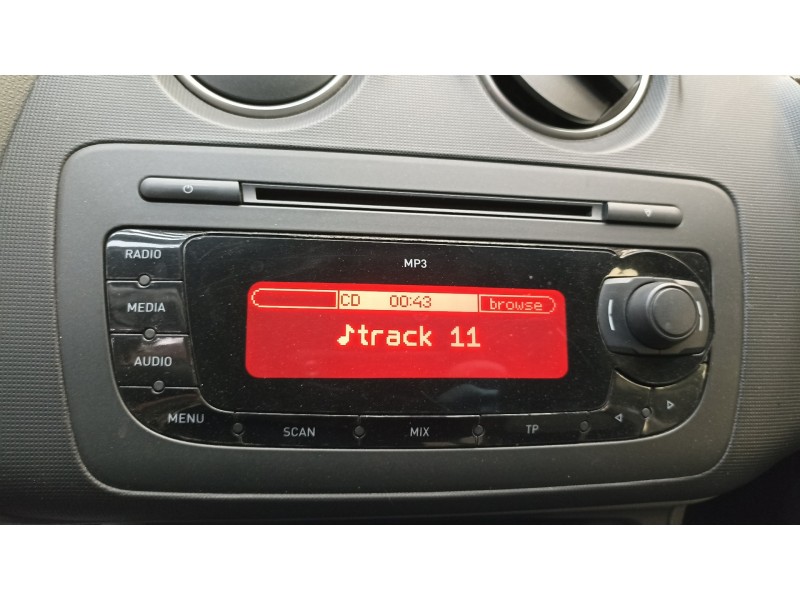 .MP3
RADIO
MEDIA
AUDIO
MENU
CD 00:43 browse
♪track 11
SCAN
MIX
TP